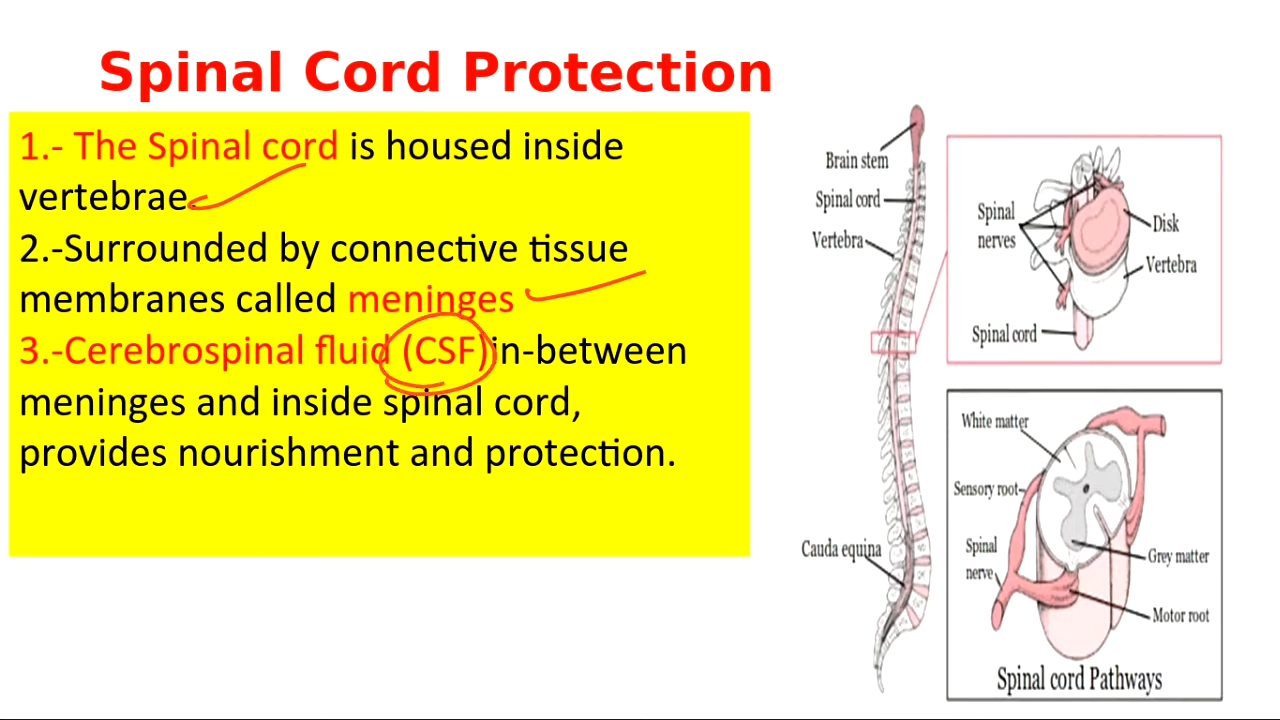 Spinal Cord Protection
1.- The Spinal cord is housed inside
vertebrae.
2.-Surrounded by connective tissue
membranes called meninges
3.-Cerebrospinal fluid (CSF)in-between
meninges and inside spinal cord,
provides nourishment and protection.
Brain stem
Spinal cord
Vertebra
Cauda equina
Spinal
nerves
Disk
Vertebra
Spinal cord
White matter
Sensory root
Spinal
nerve
Grey matter
Motor root
Spinal cord Pathways